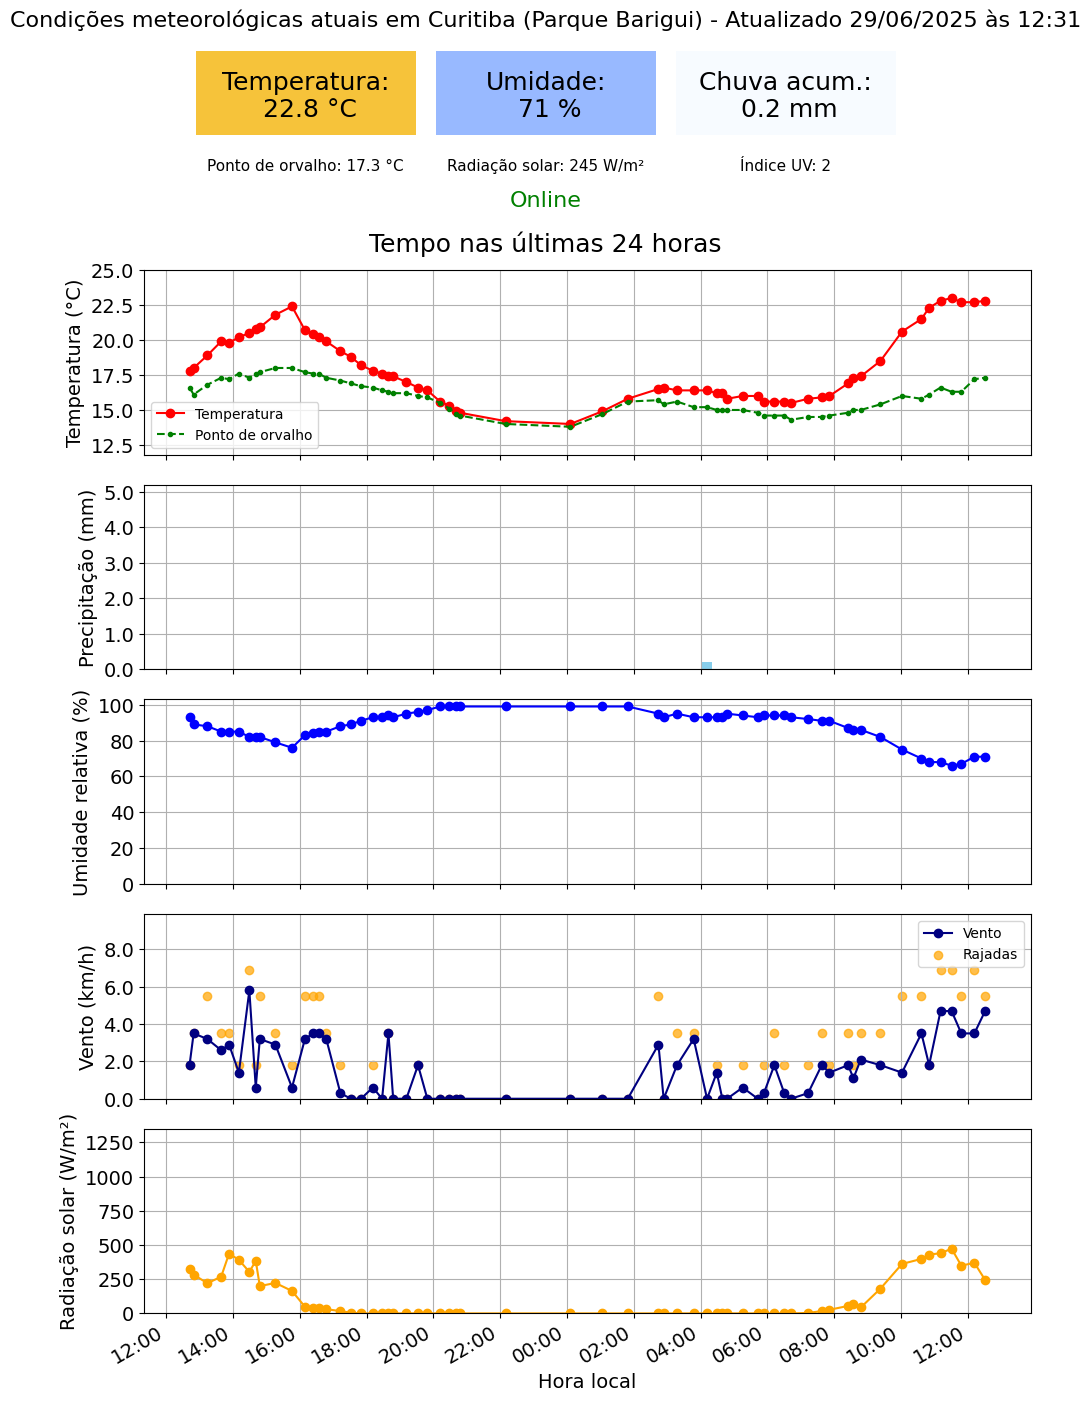 Condições meteorológicas atuais em Curitiba (Parque Barigui) - Atualizado 29/06/2025 às 12:31
Temperatura:
22.8 °C
Umidade:
71 %
Chuva acum.:
0.2 mm
Ponto de orvalho: 17.3 °C
Radiação solar: 245 W/m²
Índice UV: 2
Online
Tempo nas últimas 24 horas
Temperatura (°C)
25.0
22.5
20.0
17.5
15.0
12.5
Temperatura
Ponto de orvalho
Precipitação (mm)
5.0
4.0
3.0
2.0
1.0
0.0
Umidade relativa (%)
100
80
60
40
20
0
Vento (km/h)
8.0
6.0
4.0
2.0
0.0
Vento
Rajadas
Radiação solar (W/m²)
1250
1000
750
500
250
0
12:00
14:00
16:00
18:00
20:00
22:00
00:00
02:00
04:00
06:00
08:00
10:00
12:00
Hora local